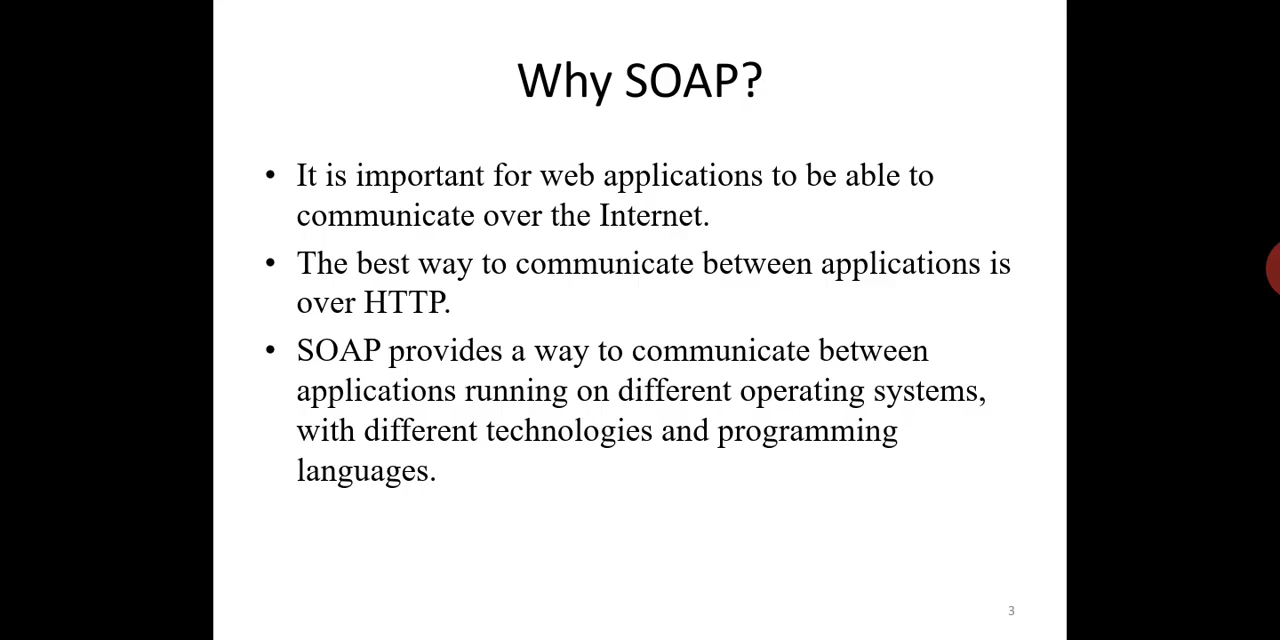 Why SOAP?
• It is important for web applications to be able to
communicate over the Internet.
• The best way to communicate between applications is
over HTTP.
• SOAP provides a way to communicate between
applications running on different operating systems,
with different technologies and programming
languages.
3